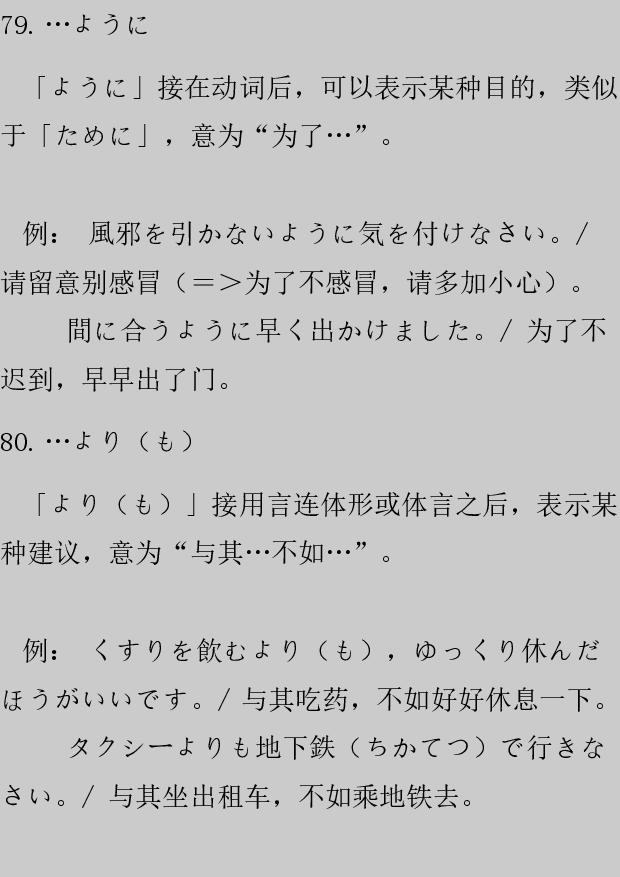 79. …ように
「ように」接在动词后，可以表示某种目的，类似
于「ために」，意为“为了…”。
例： 風邪を引かないように気を付けなさい。/
请留意别感冒（＝＞为了不感冒，请多加小心）。
間に合うように早く出かけました。/ 为了不
迟到，早早出了门。
80. …より（も）
「より（も）」接用言连体形或体言之后，表示某
种建议，意为“与其…不如…”。
例： くすりを飲むより（も），ゆっくり休んだ
ほうがいいです。/ 与其吃药，不如好好休息一下。
タクシーよりも地下鉄（ちかてつ）で行きな
さい。/ 与其坐出租车，不如乘地铁去。